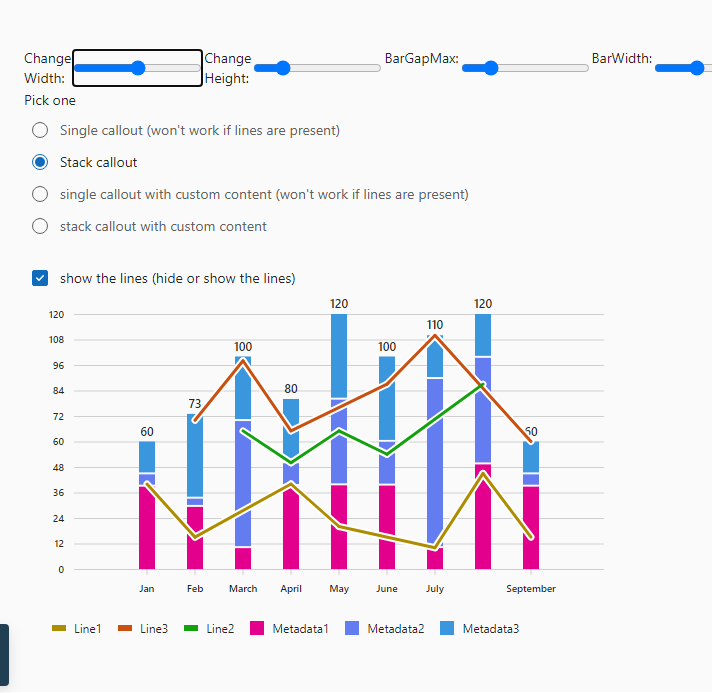 Change Width: Change Height: BarGapMax: BarWidth:
Pick one
Single callout (won't work if lines are present)
Stack callout
single callout with custom content (won't work if lines are present)
stack callout with custom content
show the lines (hide or show the lines)
120
108
96
84
72
60
48
36
24
12
0
60
73
100
80
120
100
110
120
60
Jan Feb March April May June July September
Line1 Line3 Line2 Metadata1 Metadata2 Metadata3